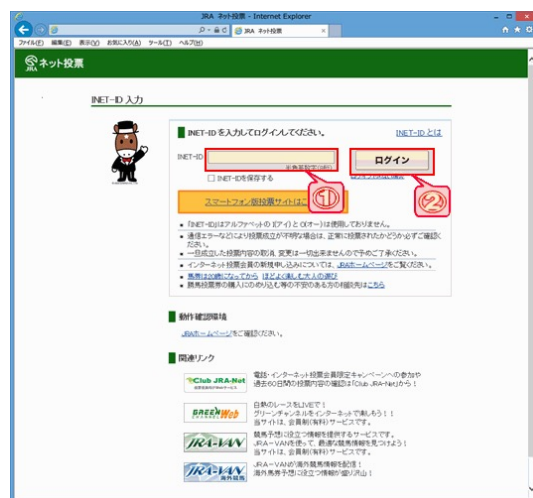 JRA ネット投票 - Internet Explorer
JRA ネット投票
ファイル(F) 編集(E) 表示(V) お気に入り(A) ツール(T) ヘルプ(H)
JRA
ネット投票
INET-ID 入力
INET-IDを入力してログインしてください。
INET-IDとは
INET-ID
半角英数字(8桁)
ログイン
INET-IDを保存する
スマートフォン版投票サイトはこ
①
②
「INET-ID」はアルファベットの I(アイ)と O(オー)は使用しておりません。
通信エラーなどにより投票成立が不明な場合は、正常に投票されたかどうか必ずご確認ください。
一旦成立した投票内容の取消、変更は一切出来ませんので予めご了承ください。
インターネット投票会員の新規申し込みについては、JRAホームページをご覧ください。
馬券は20歳になってから ほどよく楽しむ大人の遊び
競馬投票券の購入にのめり込む等の不安のある方の相談先はこちら
動作確認環境
JRAホームページをご確認ください。
関連リンク
Club JRA-Net
電話・インターネット投票会員限定キャンペーンへの参加や
過去60日間の投票内容の確認は「Club JRA-Net」から!
GREEN Web
白熱のレースをLIVEで!
グリーンチャンネルをインターネットで楽しもう!!
当サイトは、会員制(有料)サービスです。
JRA-VAN
競馬予想に役立つ情報を提供するサービスです。
JRA-VANを使って、最適な競馬情報を見つけよう!
当サイトは、会員制(有料)サービスです。
JRA-VAN
海外競馬
JRA-VANが海外競馬情報を配信!
海外馬券予想に役立つ情報が盛り沢山!